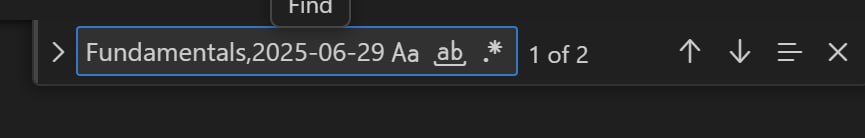 Find
Fundamentals,2025-06-29 Aa ab .* 1 of 2